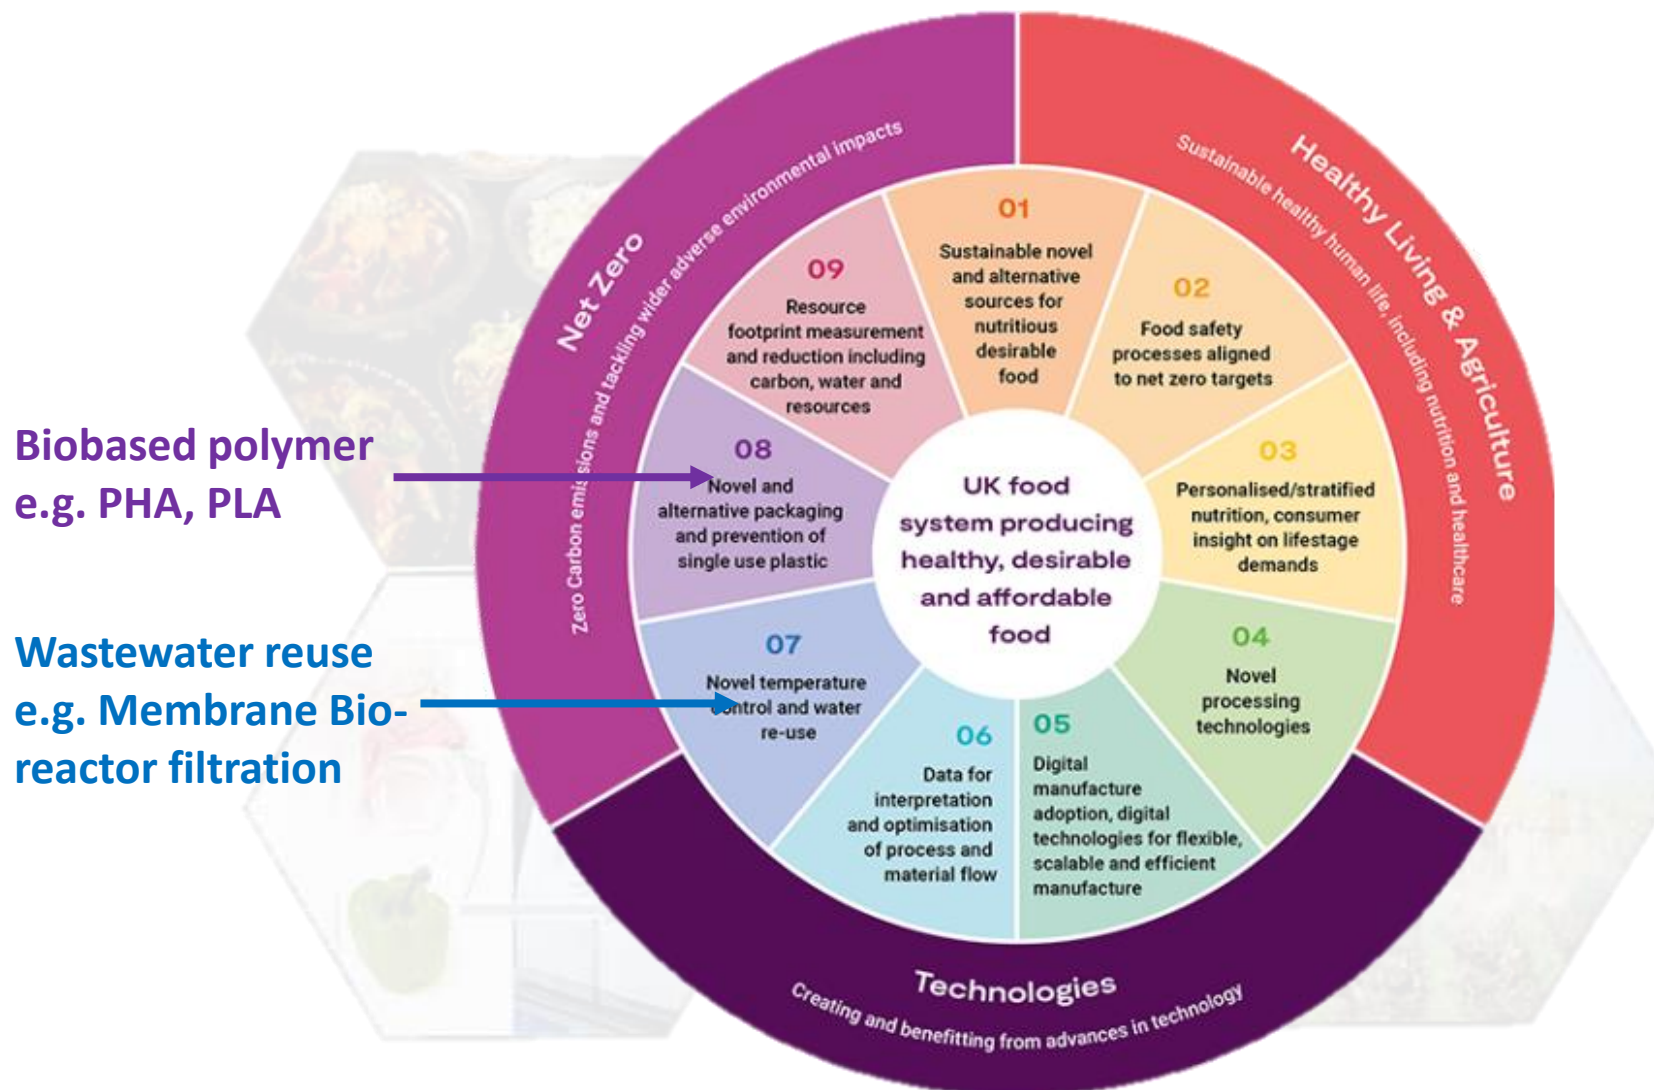 Net Zero
Zero Carbon emissions and tackling wider adverse environmental impacts
Healthy Living & Agriculture
Sustainable healthy human life, including nutrition and healthcare
01
Sustainable novel
and alternative
sources for
nutritious
desirable
food
02
Food safety
processes aligned
to net zero targets
03
Personalised/stratified
nutrition, consumer
insight on lifestage
demands
04
Novel
processing
technologies
05
Digital
manufacture
adoption, digital
technologies for flexible,
scalable and efficient
manufacture
06
Data for
interpretation
and optimisation
of process and
material flow
07
Novel temperature
control and water
re-use
08
Novel and
alternative packaging
and prevention of
single use plastic
09
Resource
footprint measurement
and reduction including
carbon, water and
resources
UK food
system producing
healthy, desirable
and affordable
food
Technologies
Creating and benefitting from advances in technology
Biobased polymer
e.g. PHA, PLA
Wastewater reuse
e.g. Membrane Bio-
reactor filtration